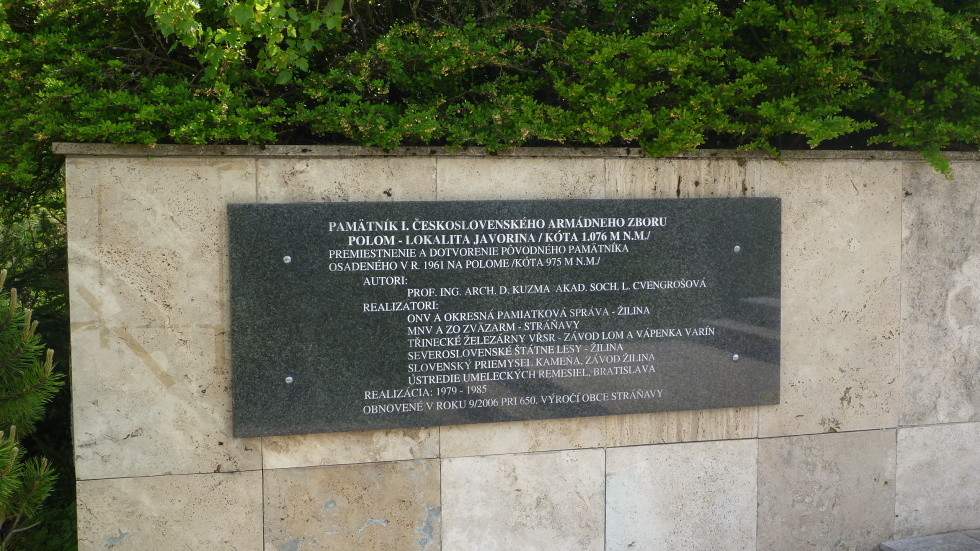 PAMÄTNÍK I. ČESKOSLOVENSKÉHO ARMÁDNEHO ZBORU
POLOM - LOKALITA JAVORINA / KÓTA 1.076 M N.M./
PREMIESTNENIE A DOTVORENIE PÔVODNÉHO PAMÄTNÍKA
OSADENÉHO V R. 1961 NA POLOME /KÓTA 975 M N.M./
AUTORI:
PROF. ING. ARCH. D. KUZMA AKAD. SOCH. L. CVENGROŠOVÁ
REALIZATORI:
ONV A OKRESNÁ PAMIATKOVÁ SPRÁVA - ŽILINA
MNV A ZO ZVÄZARM - STRÁŇAVY
TŘINECKÉ ŽELEZÁRNY VŘSR - ZÁVOD LOM A VÁPENKA VARÍN
SEVEROSLOVENSKÉ ŠTÁTNE LESY - ŽILINA
SLOVENSKÝ PRIEMYSEL KAMEŇA, ZÁVOD ŽILINA
ÚSTREDIE UMELECKÝCH REMESIEL, BRATISLAVA
REALIZÁCIA: 1979 - 1985
OBNOVENÉ V ROKU 9/2006 PRI 650. VÝROČÍ OBCE STRÁŇAVY